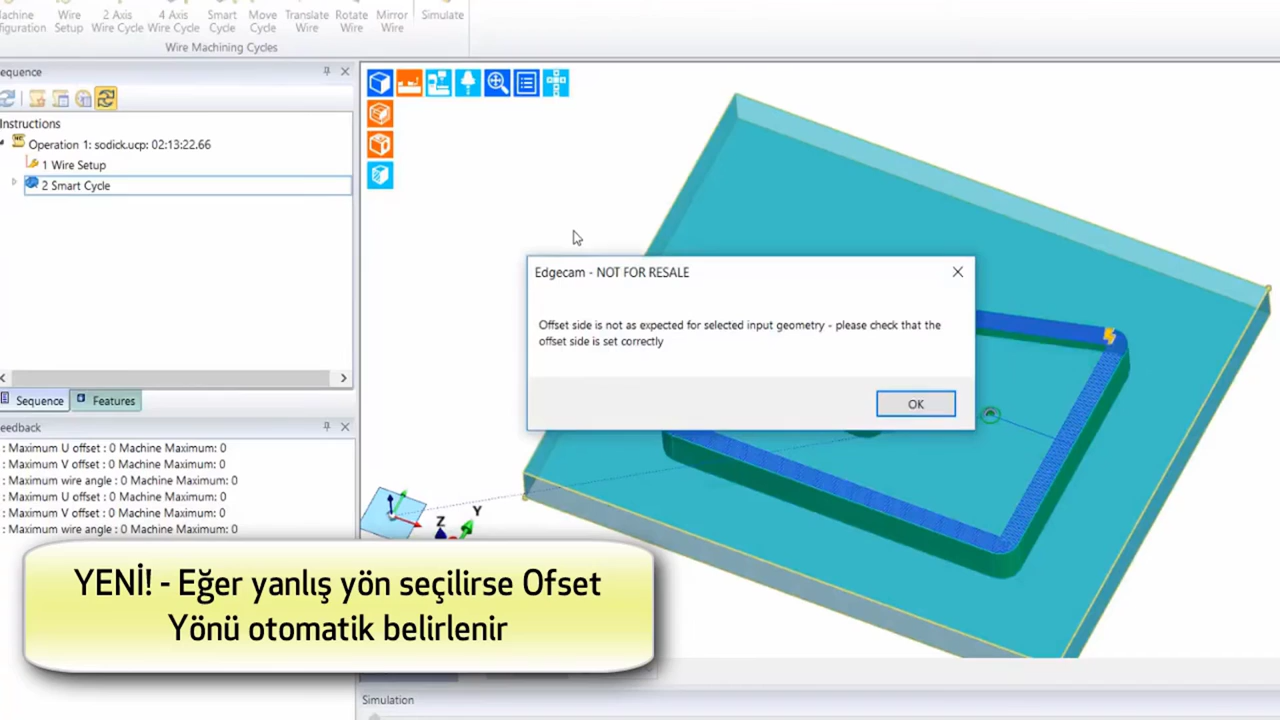 Wire
Setup
2 Axis
Wire Cycle
4 Axis
Wire Cycle
Smart
Cycle
Move
Cycle
Translate
Wire
Rotate
Wire
Mirror
Wire
Simulate
Wire Machining Cycles
equence
nstructions
Operation 1: sodick.ucp: 02:13:22.66
1 Wire Setup
2 Smart Cycle
Sequence
Features
eedback
: Maximum U offset : 0 Machine Maximum: 0
: Maximum V offset : 0 Machine Maximum: 0
: Maximum wire angle : 0 Machine Maximum: 0
: Maximum U offset : 0 Machine Maximum: 0
: Maximum V offset : 0 Machine Maximum: 0
: Maximum wire angle : 0 Machine Maximum: 0
Edgecam - NOT FOR RESALE
Offset side is not as expected for selected input geometry - please check that the
offset side is set correctly
OK
Z
Y
YENİ! - Eğer yanlış yön seçilirse Ofset
Yönü otomatik belirlenir
Simulation